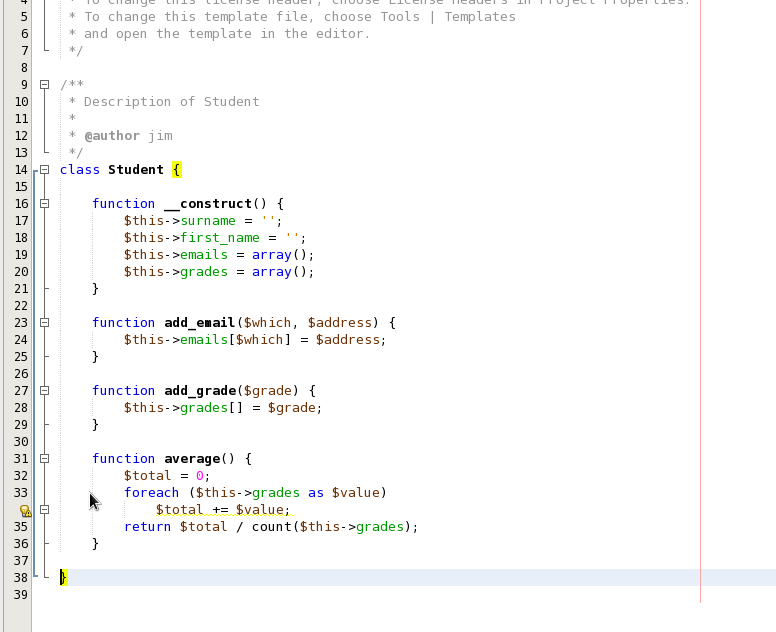 4 * To change this license header, choose License Headers in Project Properties.
5 * To change this template file, choose Tools | Templates
6 * and open the template in the editor.
7 */
8
9 /**
10 * Description of Student
11 *
12 * @author jim
13 */
14 class Student {
15
16 function __construct() {
17 $this->surname = '';
18 $this->first_name = '';
19 $this->emails = array();
20 $this->grades = array();
21 }
22
23 function add_email($which, $address) {
24 $this->emails[$which] = $address;
25 }
26
27 function add_grade($grade) {
28 $this->grades[] = $grade;
29 }
30
31 function average() {
32 $total = 0;
33 foreach ($this->grades as $value)
$total += $value;
35 return $total / count($this->grades);
36 }
37
38 }
39